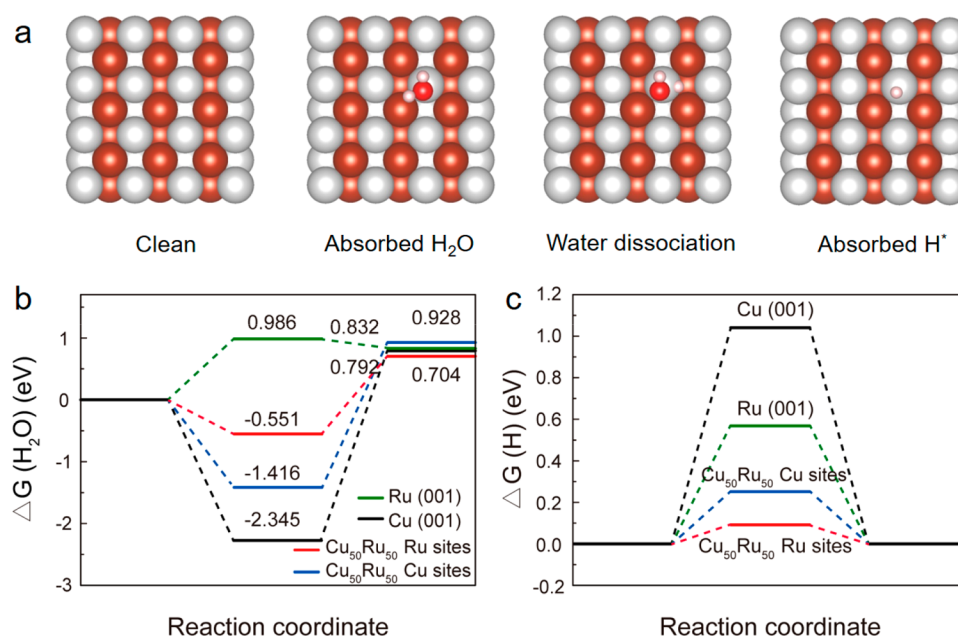 a
Clean
Absorbed H₂O
Water dissociation
Absorbed H*
b
△G (H₂O) (eV)
1
0
-1
-2
-3
0.986
0.832
0.928
0.792
0.704
-0.551
-1.416
-2.345
Ru (001)
Cu (001)
Cu₅₀Ru₅₀ Ru sites
Cu₅₀Ru₅₀ Cu sites
Reaction coordinate
c
△G (H) (eV)
1.2
1.0
0.8
0.6
0.4
0.2
0.0
-0.2
Cu (001)
Ru (001)
Cu₅₀Ru₅₀ Cu sites
Cu₅₀Ru₅₀ Ru sites
Reaction coordinate